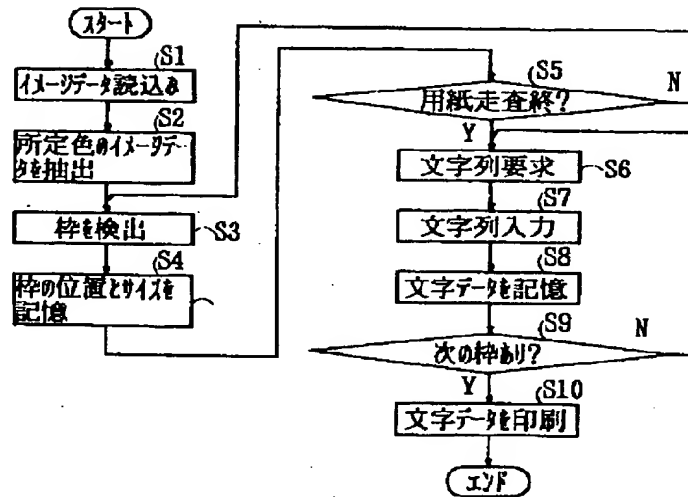 スタート
S1
イメージデータ読込み
S2
所定色のイメージデー
タを抽出
枠を検出
S3
S4
枠の位置とサイズを
記憶
S5
用紙走査終?
N
Y
文字列要求
S6
S7
文字列入力
S8
文字データを記憶
S9
次の枠あり?
N
Y
S10
文字データを印刷
エンド